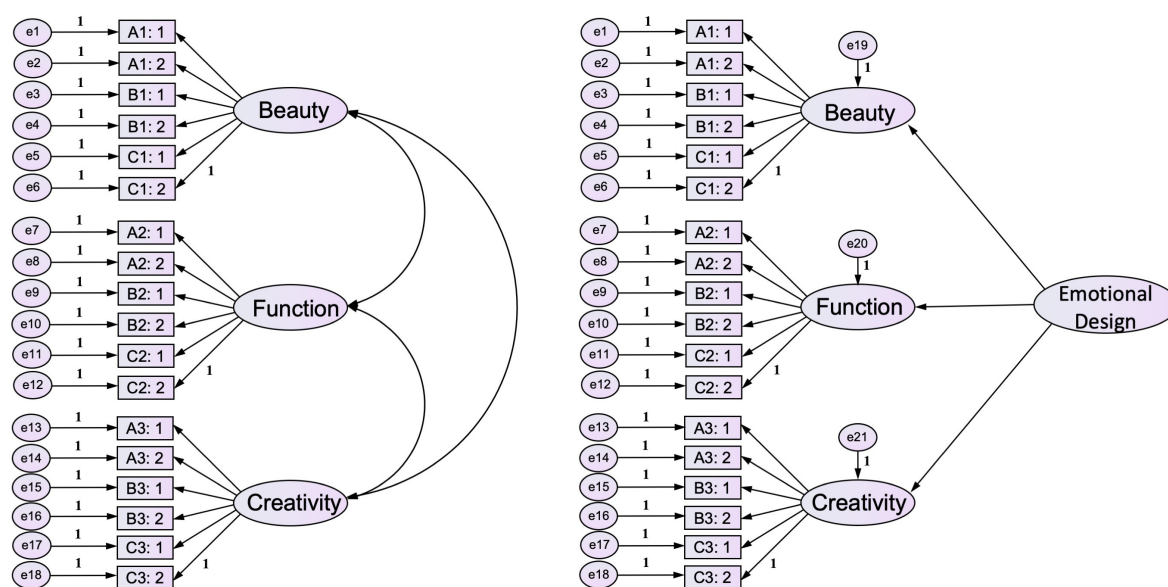 e1 1 A1: 1
e2 1 A1: 2
e3 1 B1: 1
e4 1 B1: 2
e5 1 C1: 1
e6 1 C1: 2
1
Beauty
e7 1 A2: 1
e8 1 A2: 2
e9 1 B2: 1
e10 1 B2: 2
e11 1 C2: 1
e12 1 C2: 2
1
Function
e13 1 A3: 1
e14 1 A3: 2
e15 1 B3: 1
e16 1 B3: 2
e17 1 C3: 1
e18 1 C3: 2
1
Creativity
e1 1 A1: 1
e2 1 A1: 2
e3 1 B1: 1
e4 1 B1: 2
e5 1 C1: 1
e6 1 C1: 2
1
e19
1
Beauty
e7 1 A2: 1
e8 1 A2: 2
e9 1 B2: 1
e10 1 B2: 2
e11 1 C2: 1
e12 1 C2: 2
1
e20
1
Function
e13 1 A3: 1
e14 1 A3: 2
e15 1 B3: 1
e16 1 B3: 2
e17 1 C3: 1
e18 1 C3: 2
1
e21
1
Creativity
Emotional
Design